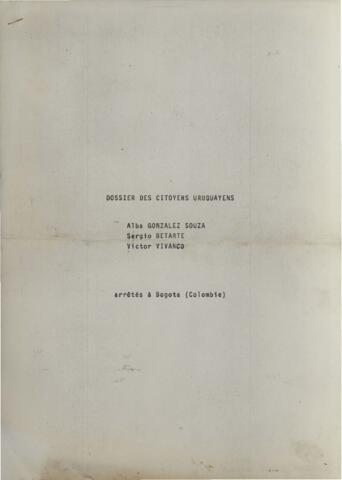 DOSSIER DES CITOYENS URUGUAYENS
Alba GONZALEZ SOUZA
Sergio BETARTE
Victor VIVANCO
arrêtés à Bogota (Colombie)